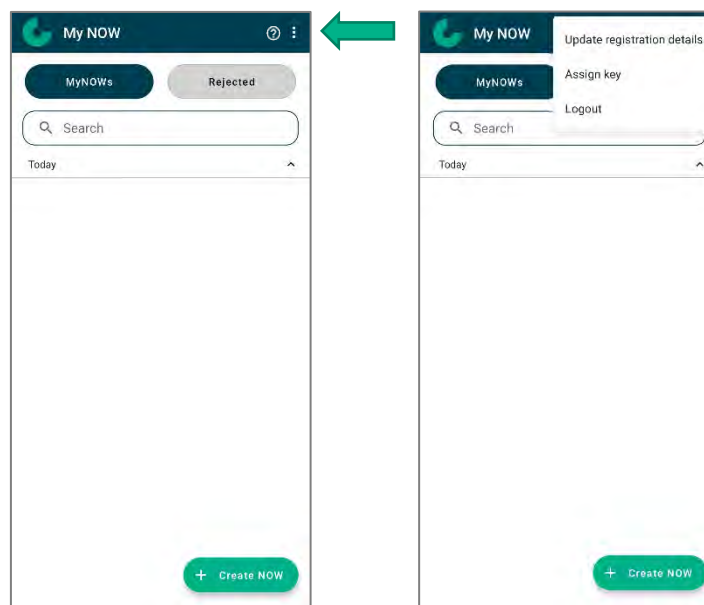 My NOW
MyNOWs
Rejected
Search
Today
+ Create NOW
My NOW
Update registration details
Assign key
Logout
MyNOWs
Search
Today
+ Create NOW